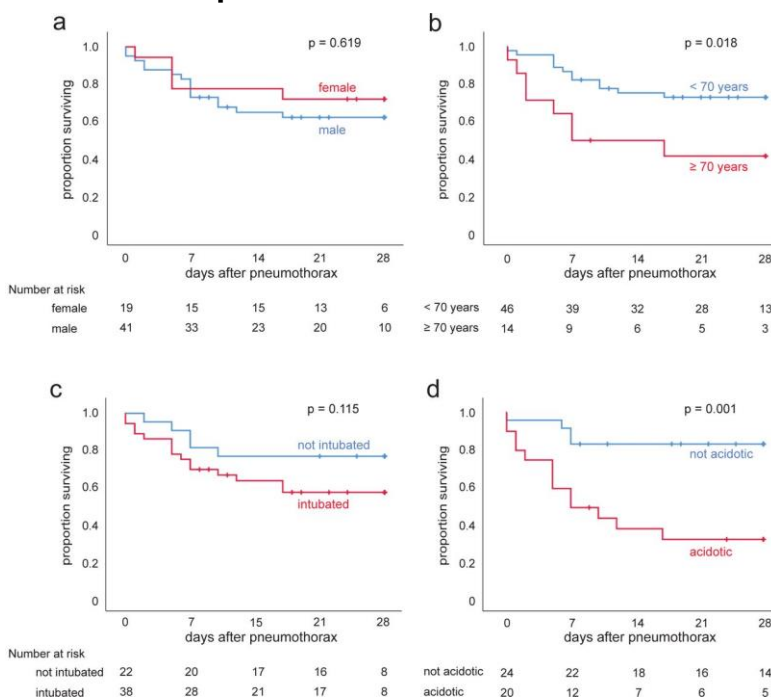 a
p = 0.619
1.0
0.8
0.6
0.4
0.2
0
proportion surviving
female
male
0 7 14 21 28
days after pneumothorax
Number at risk
female 19 15 15 13 6
male 41 33 23 20 10
b
p = 0.018
1.0
0.8
0.6
0.4
0.2
0
proportion surviving
< 70 years
≥ 70 years
0 7 14 21 28
days after pneumothorax
< 70 years 46 39 32 28 13
≥ 70 years 14 9 6 5 3
c
p = 0.115
1.0
0.8
0.6
0.4
0.2
0
proportion surviving
not intubated
intubated
0 7 15 21 28
days after pneumothorax
Number at risk
not intubated 22 20 17 16 8
intubated 38 28 21 17 8
d
p = 0.001
1.0
0.8
0.6
0.4
0.2
0
proportion surviving
not acidotic
acidotic
0 7 14 21 28
days after pneumothorax
not acidotic 24 22 18 16 14
acidotic 20 12 7 6 5